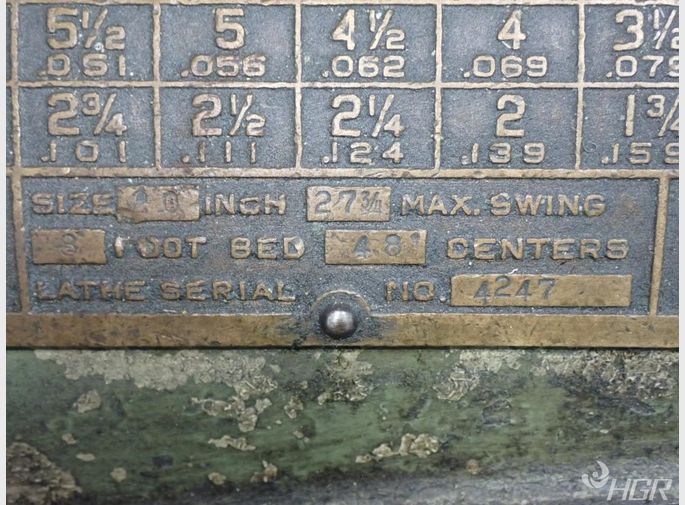 5½ 5 4½ 4 3½
.051 .056 .062 .069 .079
2¾ 2½ 2¼ 2 1¾
.101 .111 .124 .139 .159
SIZE INCH 27¾ MAX. SWING
FOOT BED 48 CENTERS
LATHE SERIAL NO. 4247
HGR